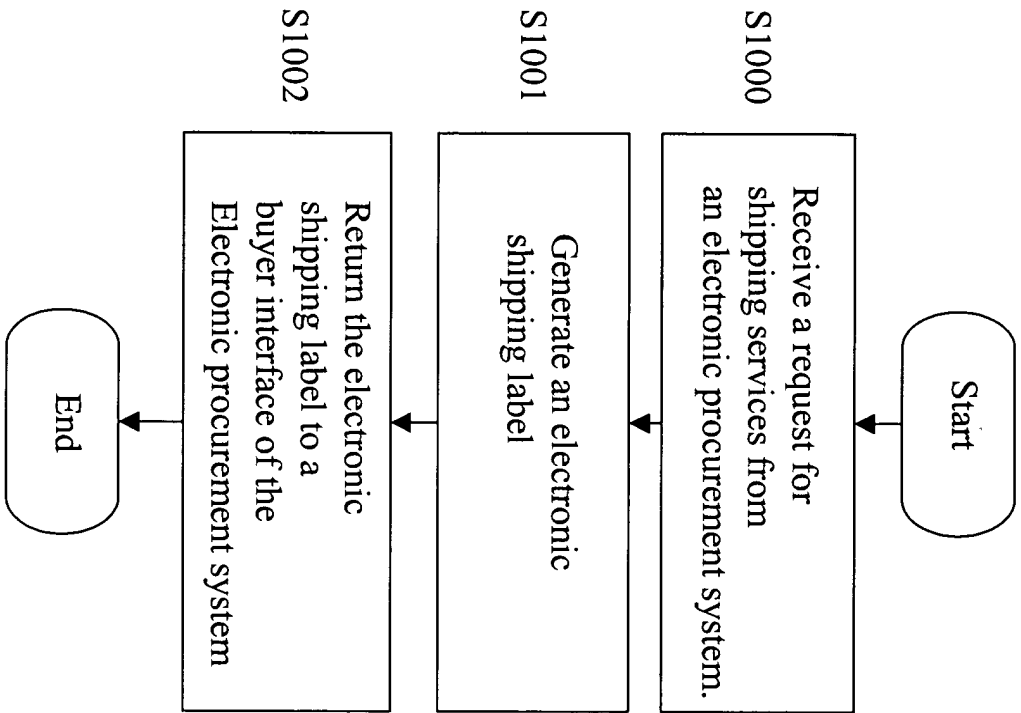 Start
S1000
Receive a request for
shipping services from
an electronic procurement system.
S1001
Generate an electronic
shipping label
S1002
Return the electronic
shipping label to a
buyer interface of the
Electronic procurement system
End